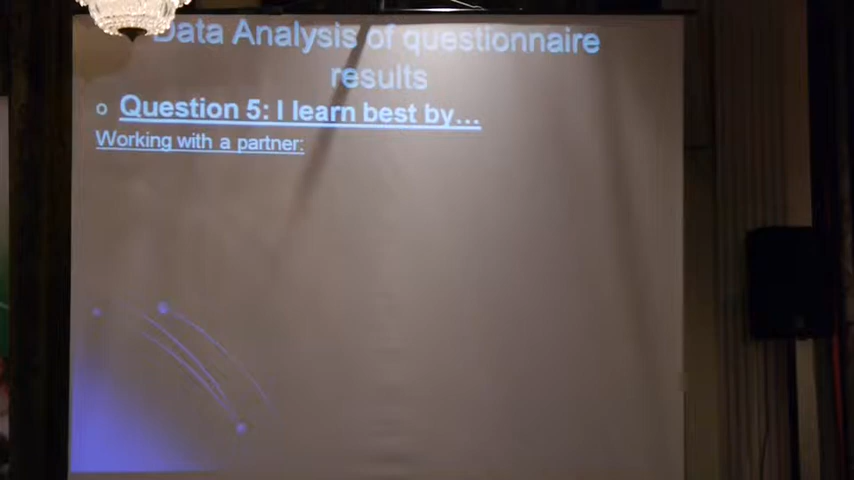 Data Analysis of questionnaire
results
Question 5: I learn best by...
Working with a partner: